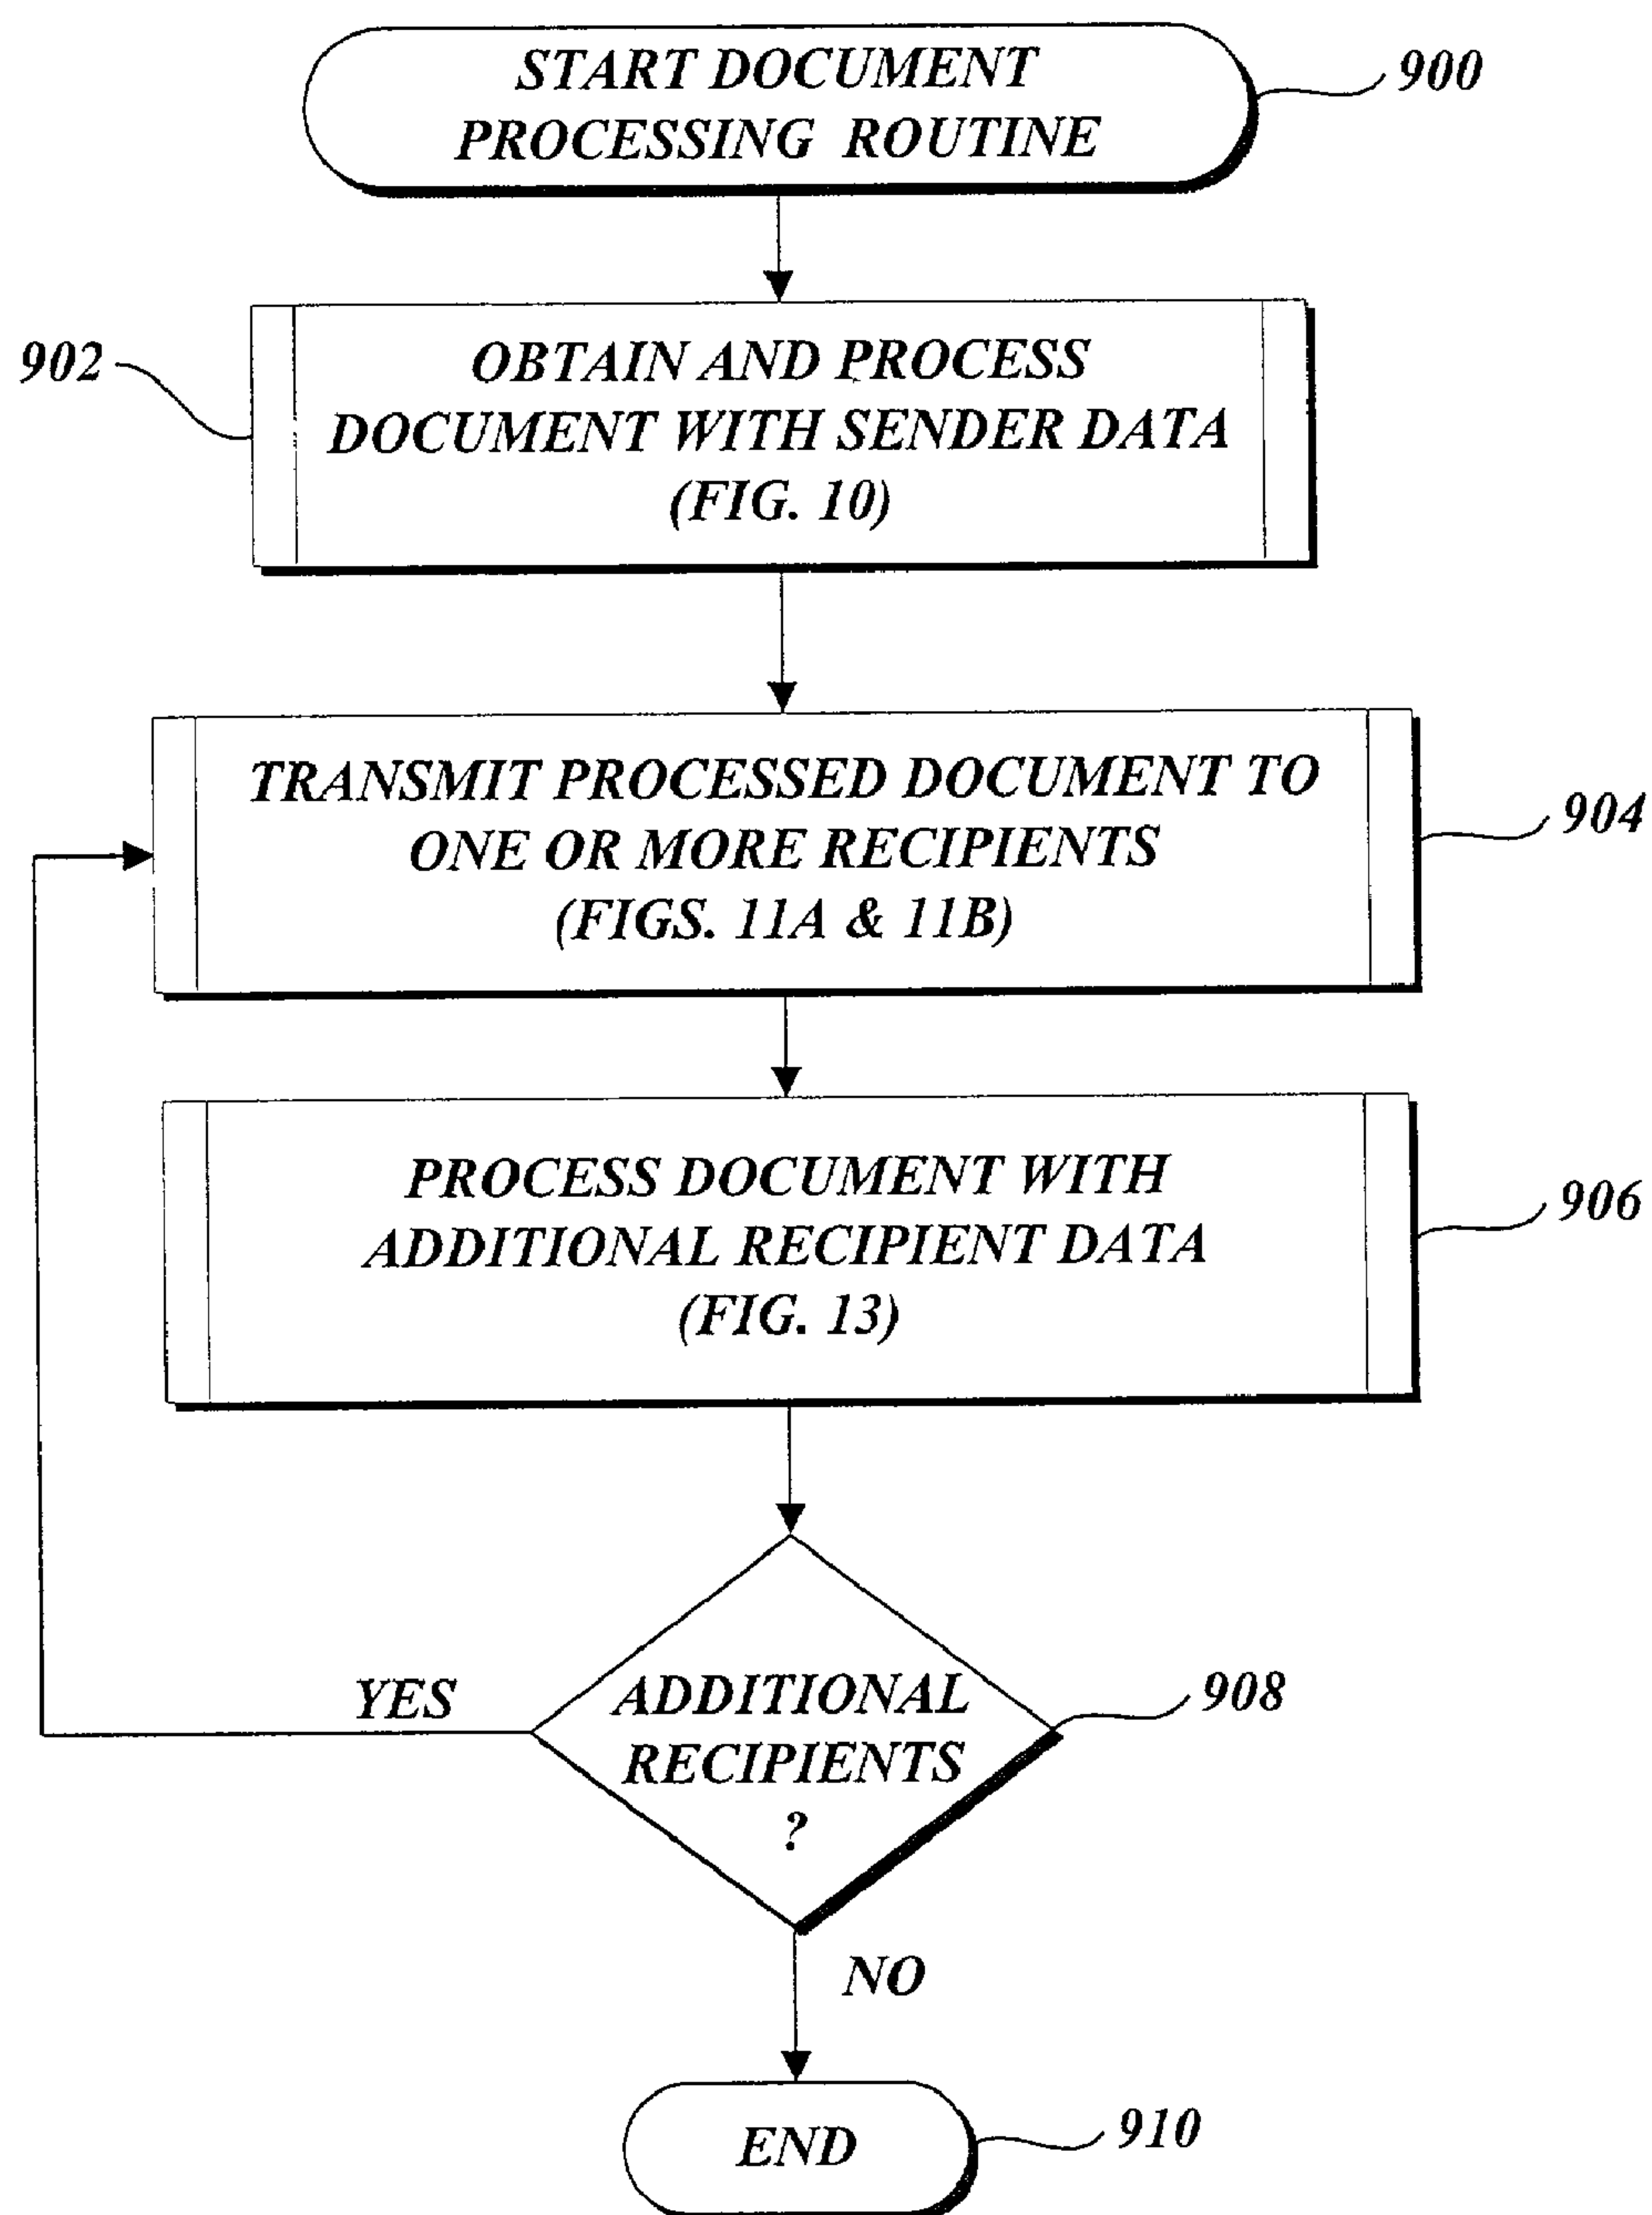 START DOCUMENT
PROCESSING ROUTINE
900
902
OBTAIN AND PROCESS
DOCUMENT WITH SENDER DATA
(FIG. 10)
TRANSMIT PROCESSED DOCUMENT TO
ONE OR MORE RECIPIENTS
(FIGS. 11A & 11B)
904
PROCESS DOCUMENT WITH
ADDITIONAL RECIPIENT DATA
(FIG. 13)
906
YES
ADDITIONAL
RECIPIENTS
?
908
NO
END
910